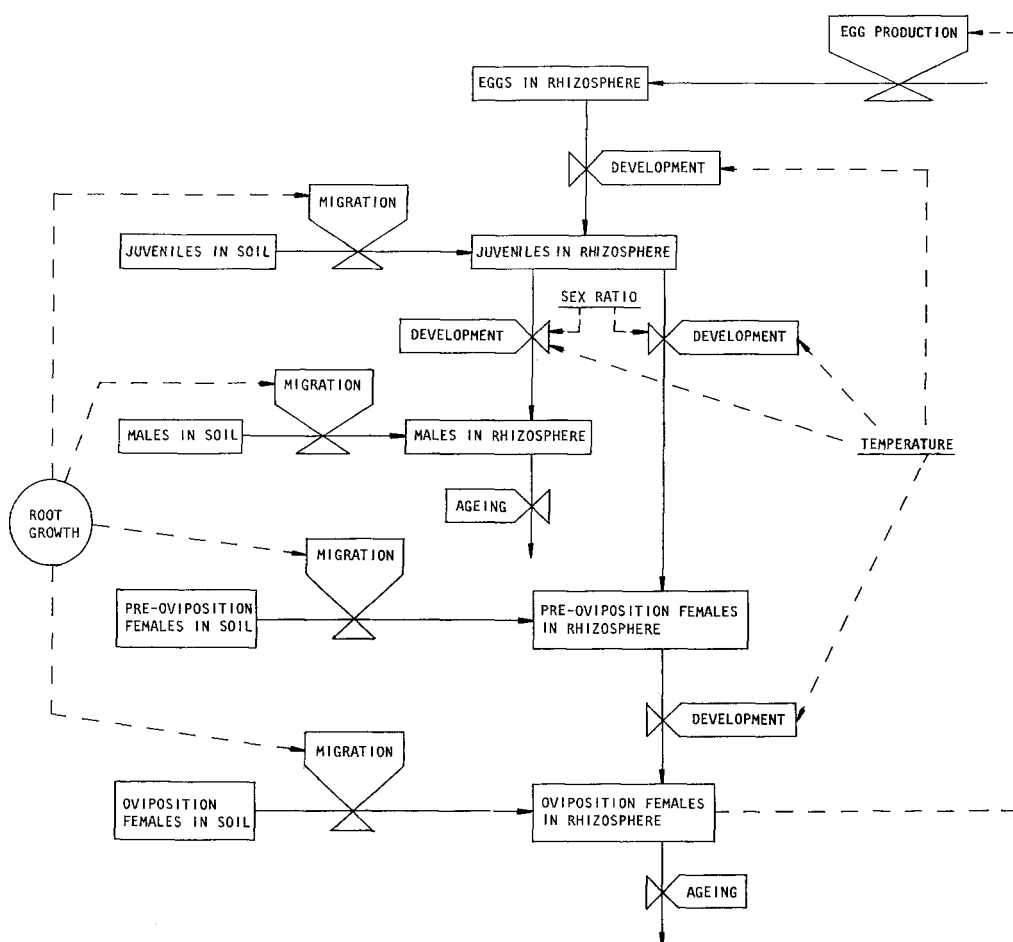 EGG PRODUCTION
EGGS IN RHIZOSPHERE
DEVELOPMENT
MIGRATION
JUVENILES IN SOIL
JUVENILES IN RHIZOSPHERE
SEX RATIO
DEVELOPMENT
DEVELOPMENT
MIGRATION
MALES IN SOIL
MALES IN RHIZOSPHERE
TEMPERATURE
AGEING
ROOT
GROWTH
MIGRATION
PRE-OVIPOSITION
FEMALES IN SOIL
PRE-OVIPOSITION FEMALES
IN RHIZOSPHERE
DEVELOPMENT
MIGRATION
OVIPOSITION
FEMALES IN SOIL
OVIPOSITION FEMALES
IN RHIZOSPHERE
AGEING